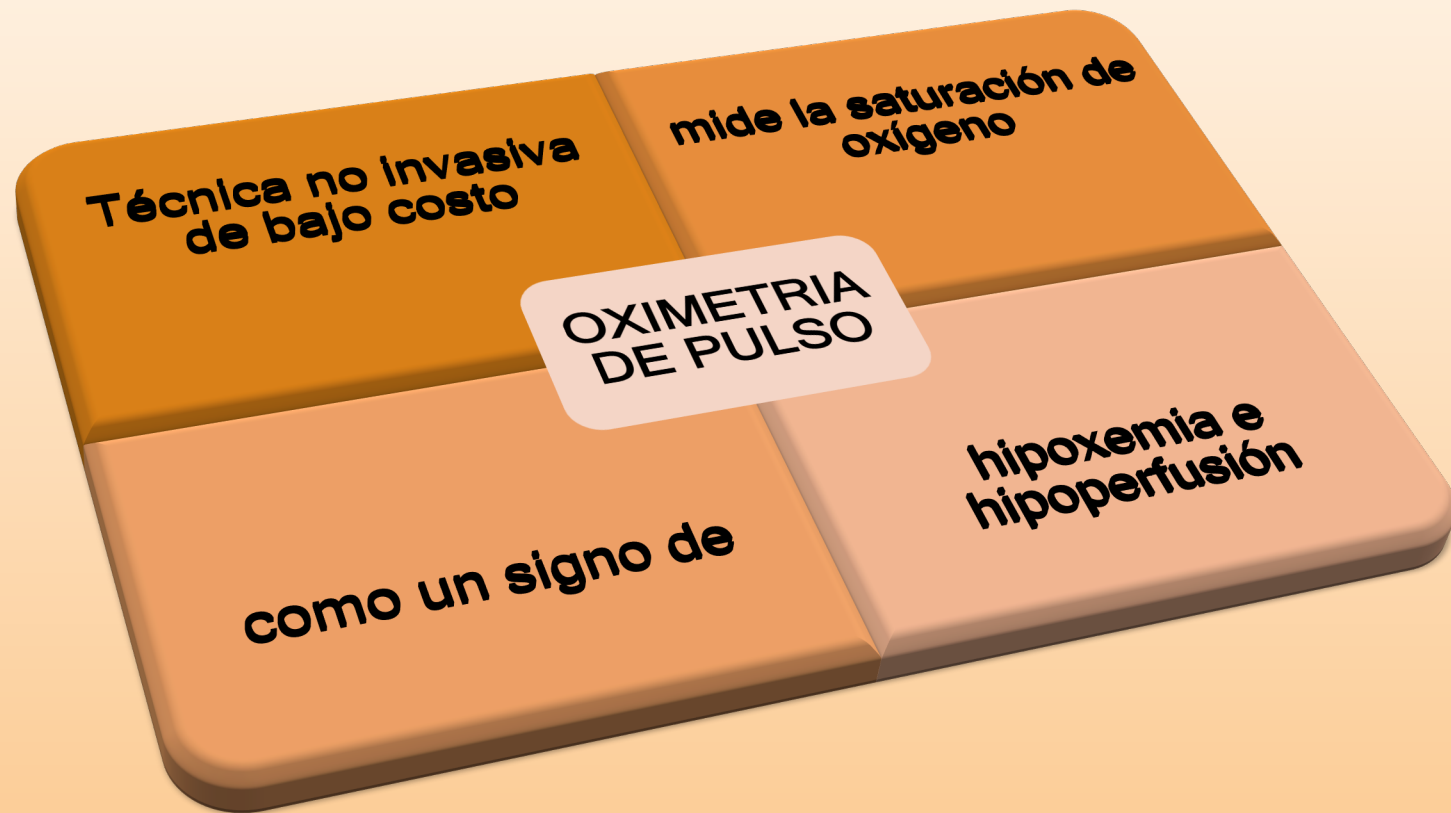 Técnica no invasiva
de bajo costo
mide la saturación de
oxígeno
OXIMETRIA
DE PULSO
como un signo de
hipoxemia e
hipoperfusión